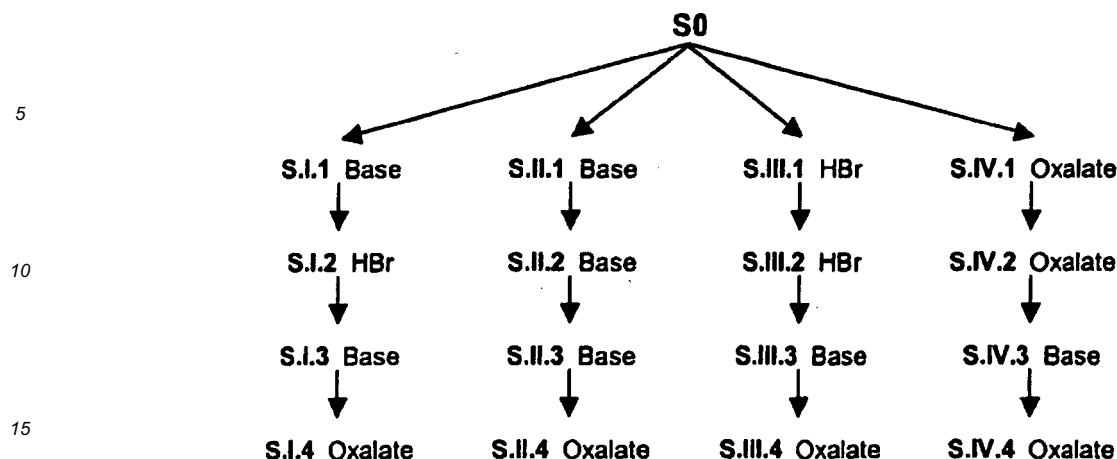 S0
5
S.I.1 Base S.II.1 Base S.III.1 HBr S.IV.1 Oxalate
10
S.I.2 HBr S.II.2 Base S.III.2 HBr S.IV.2 Oxalate
S.I.3 Base S.II.3 Base S.III.3 Base S.IV.3 Base
15
S.I.4 Oxalate S.II.4 Oxalate S.III.4 Oxalate S.IV.4 Oxalate